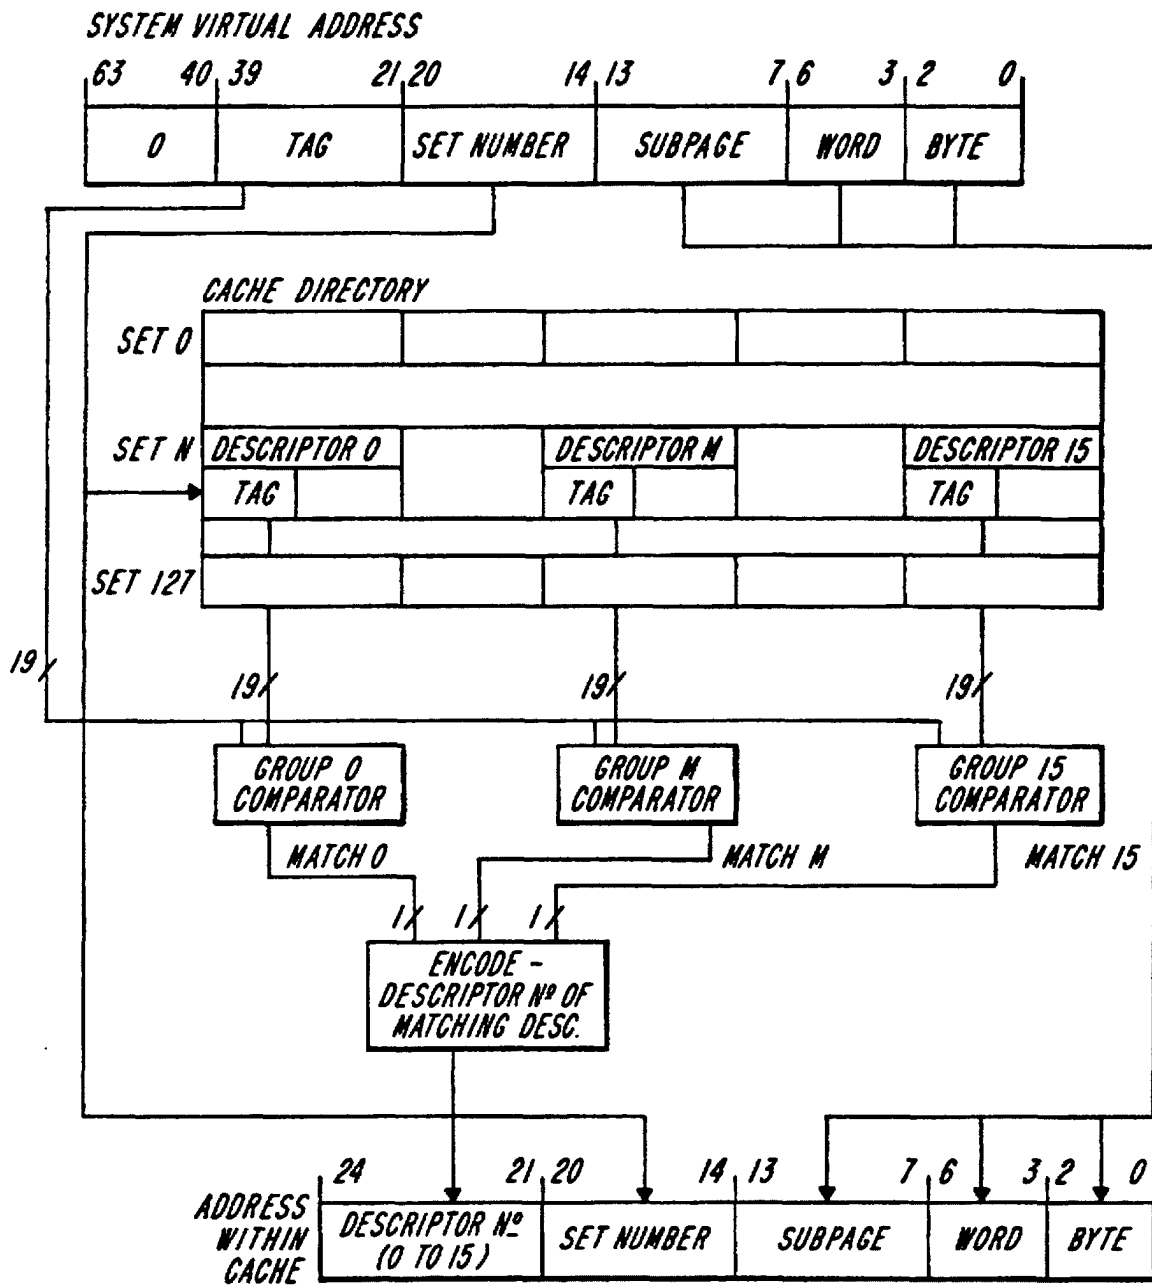 SYSTEM VIRTUAL ADDRESS
63 40 39 21 20 14 13 7 6 3 2 0
0 TAG SET NUMBER SUBPAGE WORD BYTE
CACHE DIRECTORY
SET 0
SET N DESCRIPTOR 0 DESCRIPTOR M DESCRIPTOR 15
TAG TAG TAG
SET 127
19 19 19 19
GROUP 0 COMPARATOR
GROUP M COMPARATOR
GROUP 15 COMPARATOR
MATCH 0 MATCH M MATCH 15
1 1 1
ENCODE -
DESCRIPTOR Nº OF
MATCHING DESC.
24 21 20 14 13 7 6 3 2 0
ADDRESS
WITHIN
CACHE
DESCRIPTOR Nº
(0 TO 15)
SET NUMBER SUBPAGE WORD BYTE